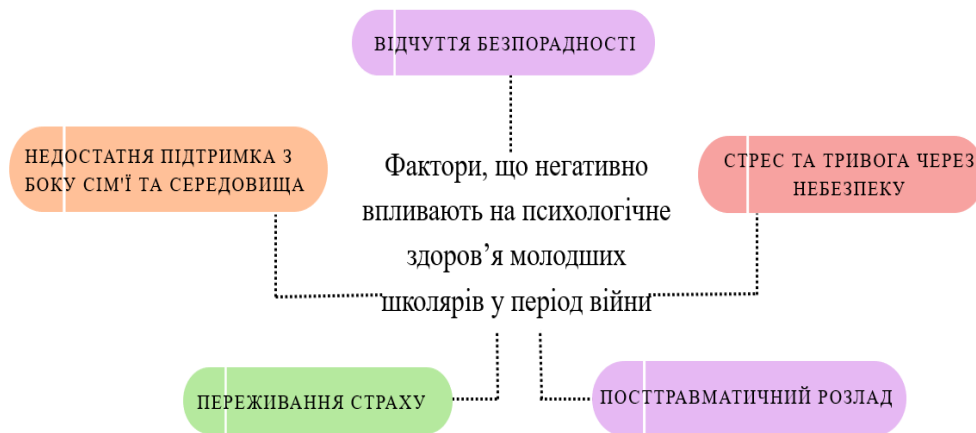 ВІДЧУТТЯ БЕЗПОРАДНОСТІ
НЕДОСТАТНЯ ПІДТРИМКА З
БОКУ СІМ'Ї ТА СЕРЕДОВИЩА
Фактори, що негативно
впливають на психологічне
здоров’я молодших
школярів у період війни
СТРЕС ТА ТРИВОГА ЧЕРЕЗ
НЕБЕЗПЕКУ
ПЕРЕЖИВАННЯ СТРАХУ
ПОСТТРАВМАТИЧНИЙ РОЗЛАД